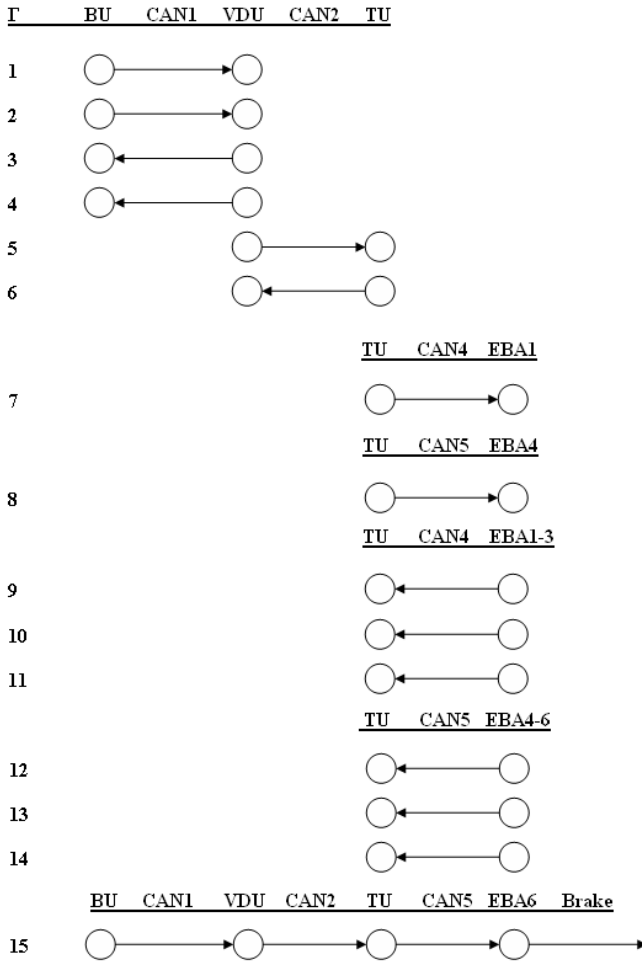 Γ BU CAN1 VDU CAN2 TU
1
2
3
4
5
6
TU CAN4 EBA1
7
TU CAN5 EBA4
8
TU CAN4 EBA1-3
9
10
11
TU CAN5 EBA4-6
12
13
14
BU CAN1 VDU CAN2 TU CAN5 EBA6 Brake
15